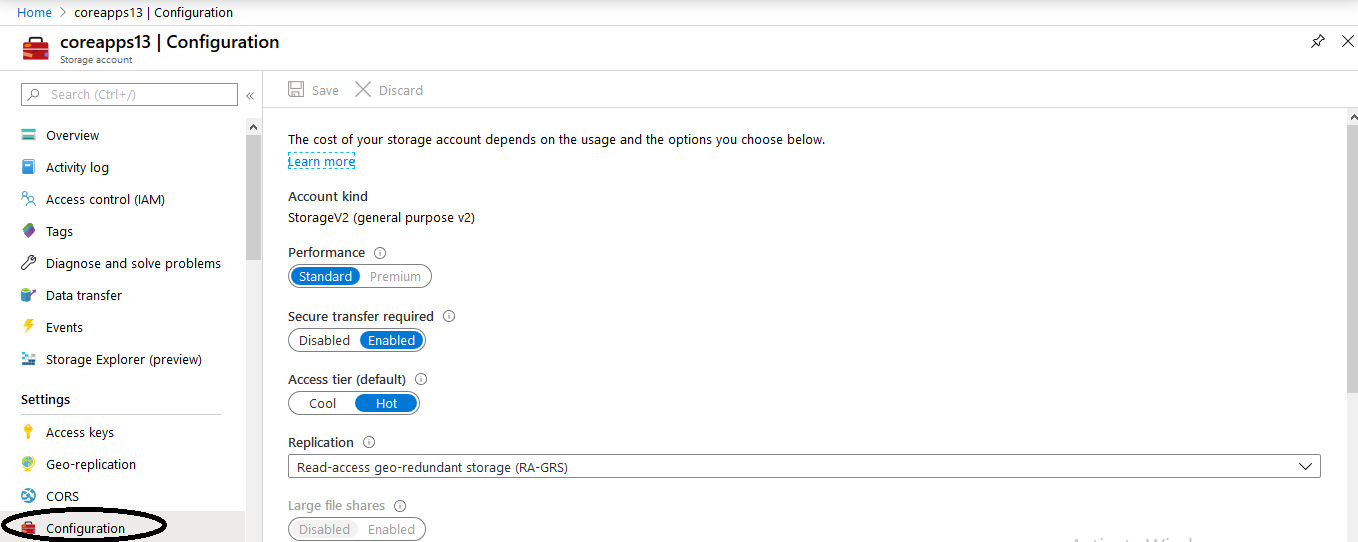 Home > coreapps13 | Configuration
coreapps13 | Configuration
Storage account
Search (Ctrl+/)
«
Overview
Activity log
Access control (IAM)
Tags
Diagnose and solve problems
Data transfer
Events
Storage Explorer (preview)
Settings
Access keys
Geo-replication
CORS
Configuration
Save
Discard
The cost of your storage account depends on the usage and the options you choose below.
Learn more
Account kind
StorageV2 (general purpose v2)
Performance
Standard Premium
Secure transfer required
Disabled Enabled
Access tier (default)
Cool Hot
Replication
Read-access geo-redundant storage (RA-GRS)
Large file shares
Disabled Enabled